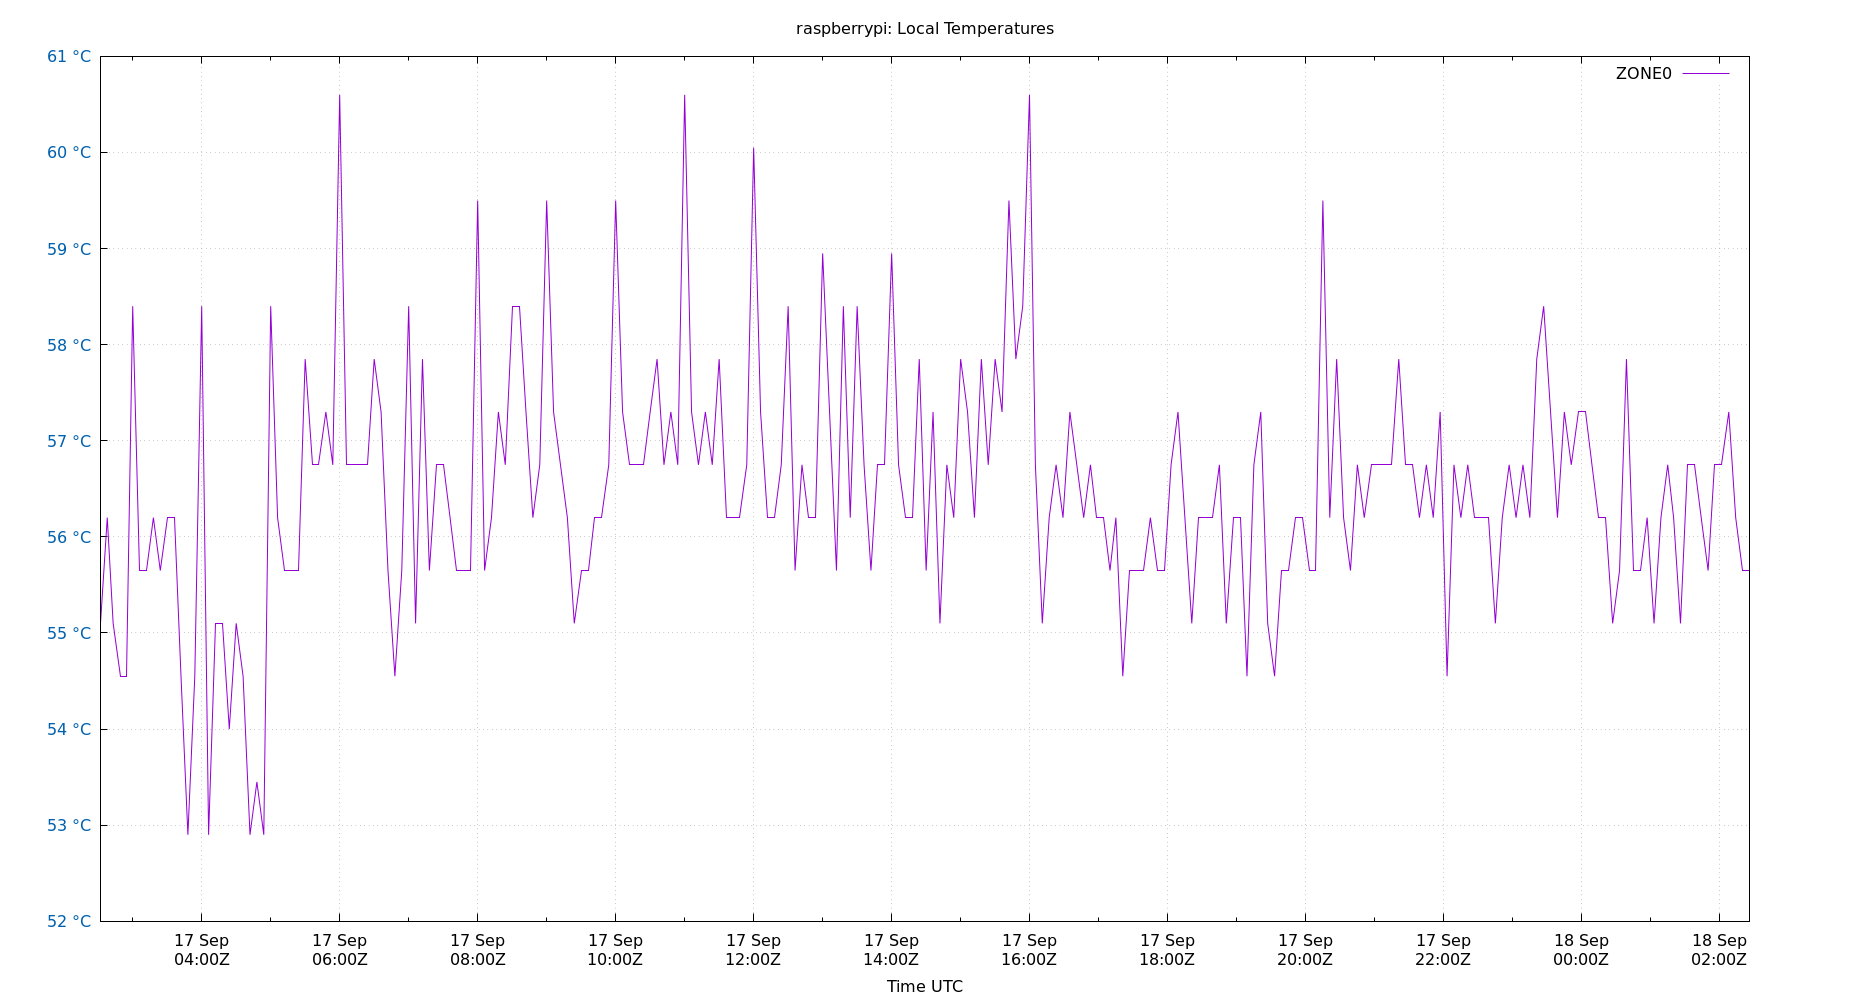 raspberrypi: Local Temperatures
61 °C
ZONE0
60 °C
59 °C
58 °C
57 °C
56 °C
55 °C
54 °C
53 °C
52 °C
17 Sep 17 Sep 17 Sep 17 Sep 17 Sep 17 Sep 17 Sep 17 Sep 17 Sep 17 Sep 18 Sep 18 Sep
04:00Z 06:00Z 08:00Z 10:00Z 12:00Z 14:00Z 16:00Z 18:00Z 20:00Z 22:00Z 00:00Z 02:00Z
Time UTC